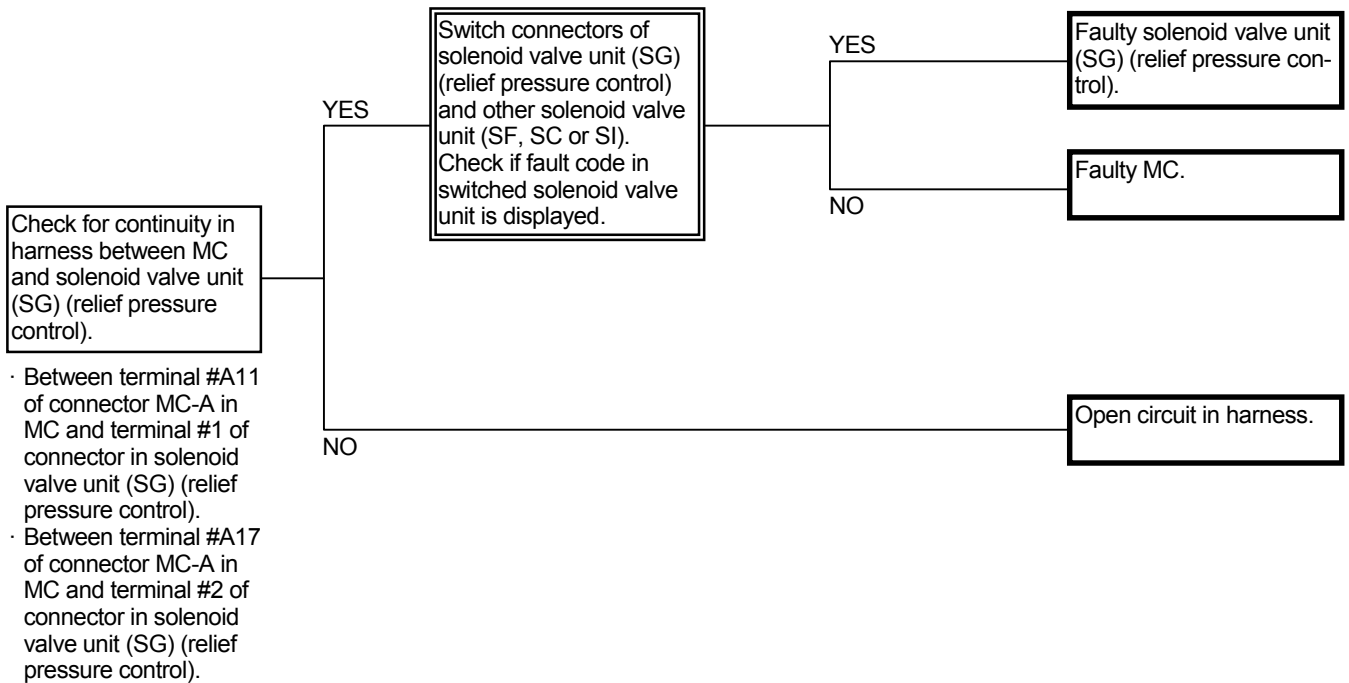 Check for continuity in
harness between MC
and solenoid valve unit
(SG) (relief pressure
control).
· Between terminal #A11
of connector MC-A in
MC and terminal #1 of
connector in solenoid
valve unit (SG) (relief
pressure control).
· Between terminal #A17
of connector MC-A in
MC and terminal #2 of
connector in solenoid
valve unit (SG) (relief
pressure control).
YES
Switch connectors of
solenoid valve unit (SG)
(relief pressure control)
and other solenoid valve
unit (SF, SC or SI).
Check if fault code in
switched solenoid valve
unit is displayed.
YES
Faulty solenoid valve unit
(SG) (relief pressure con-
trol).
NO
Faulty MC.
NO
Open circuit in harness.